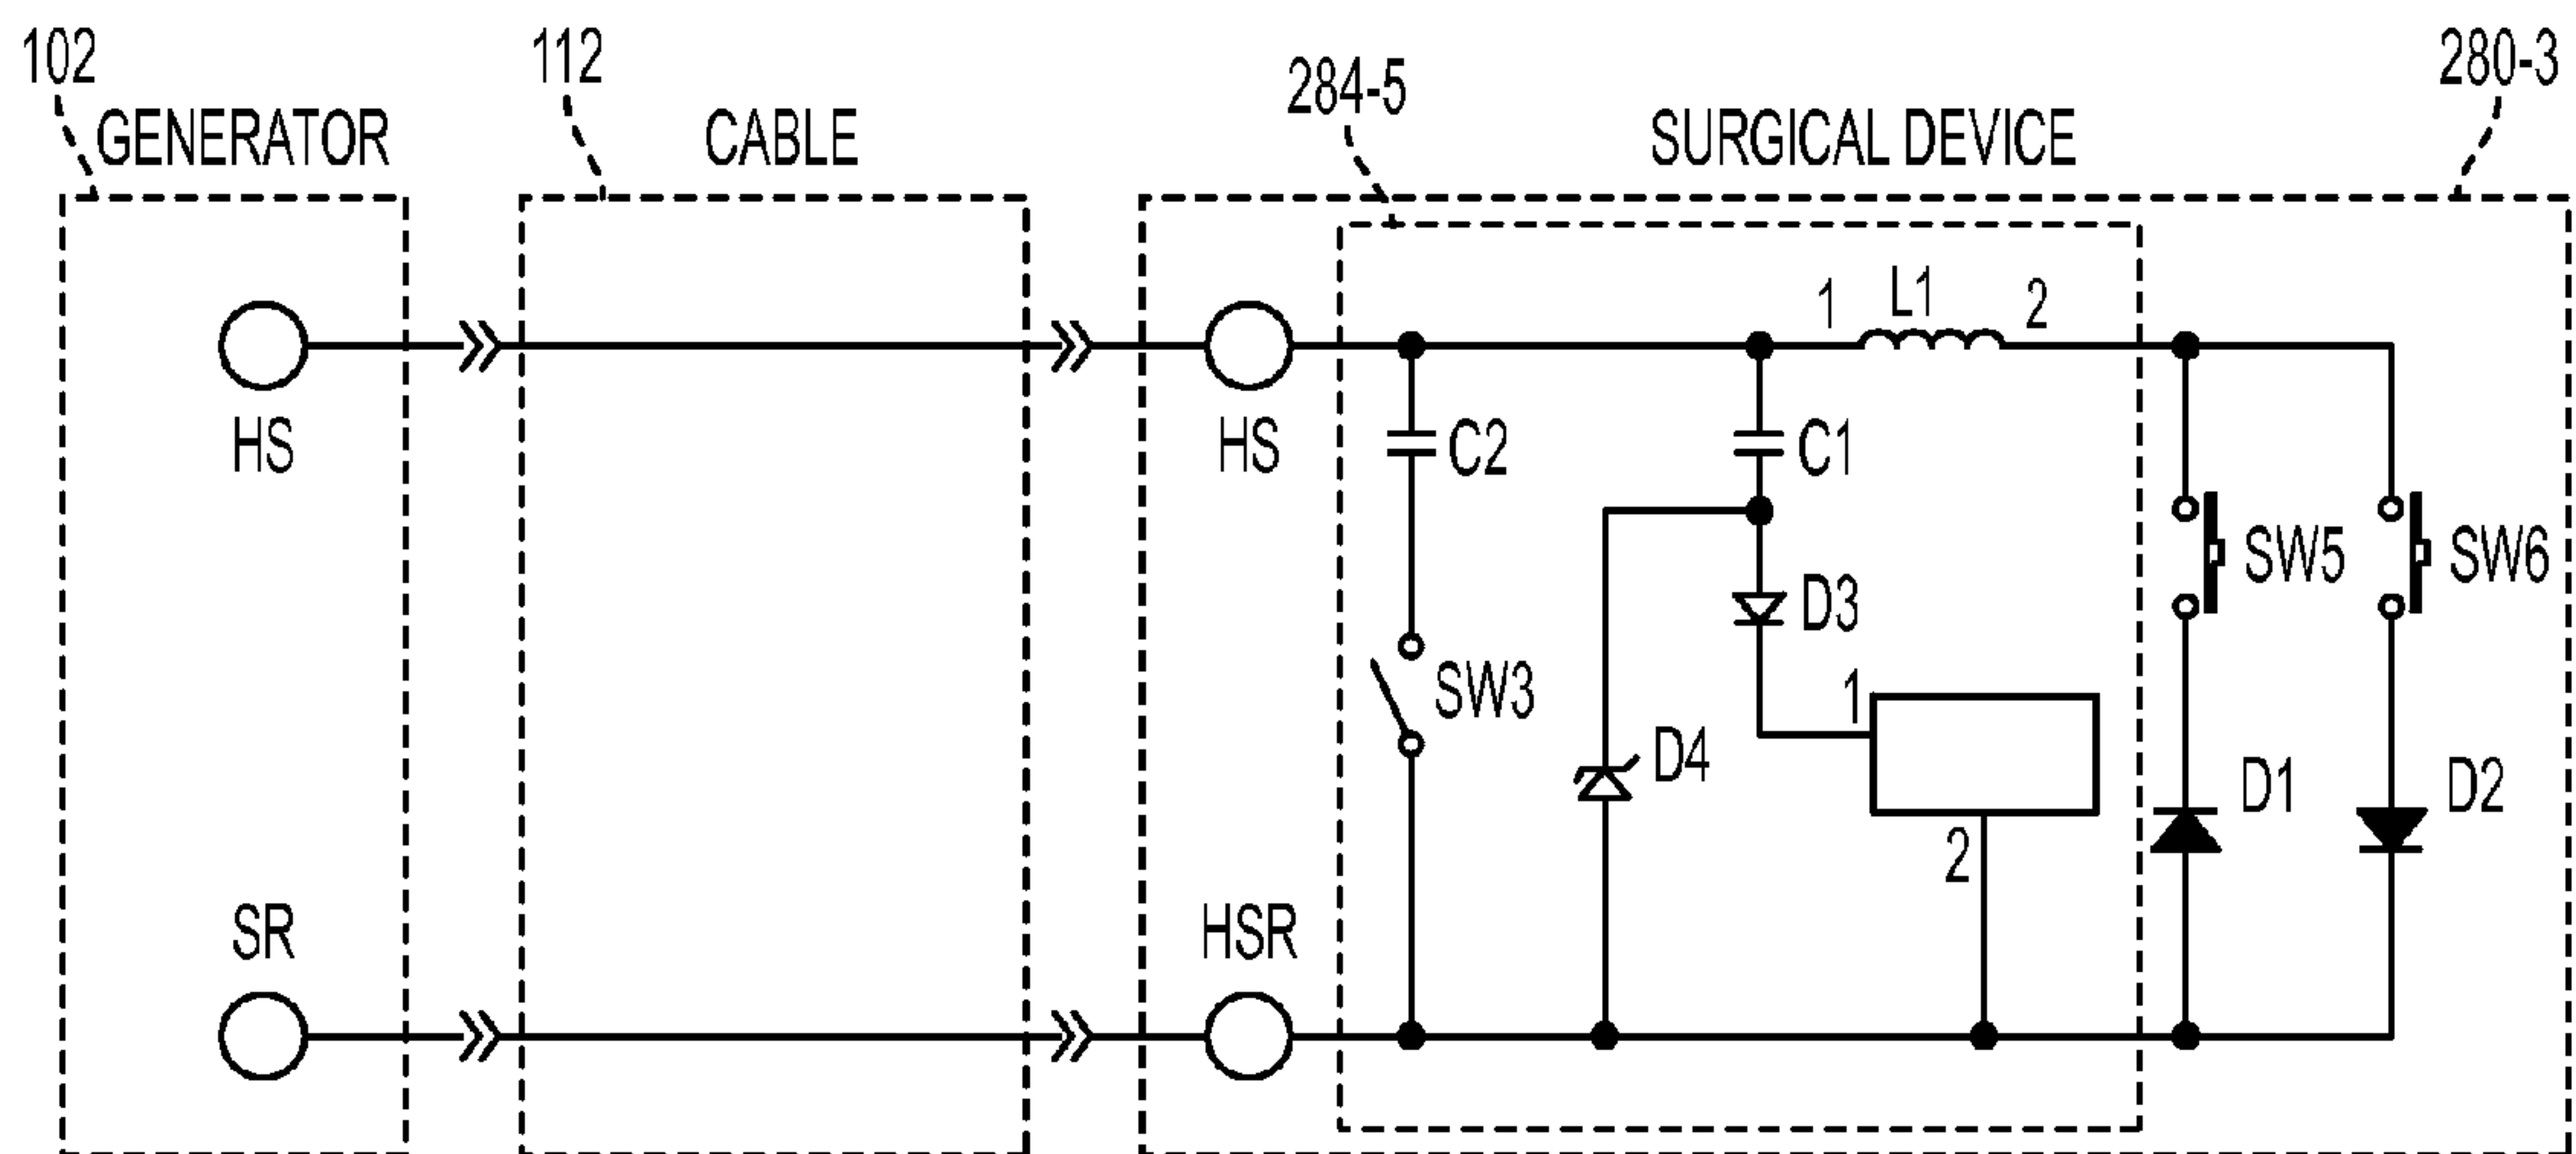 102
112
284-5
280-3
GENERATOR
CABLE
SURGICAL DEVICE
HS
HS
1
L1
2
C2
C1
SW5
SW6
D3
SW3
1
D4
D1
D2
2
SR
HSR